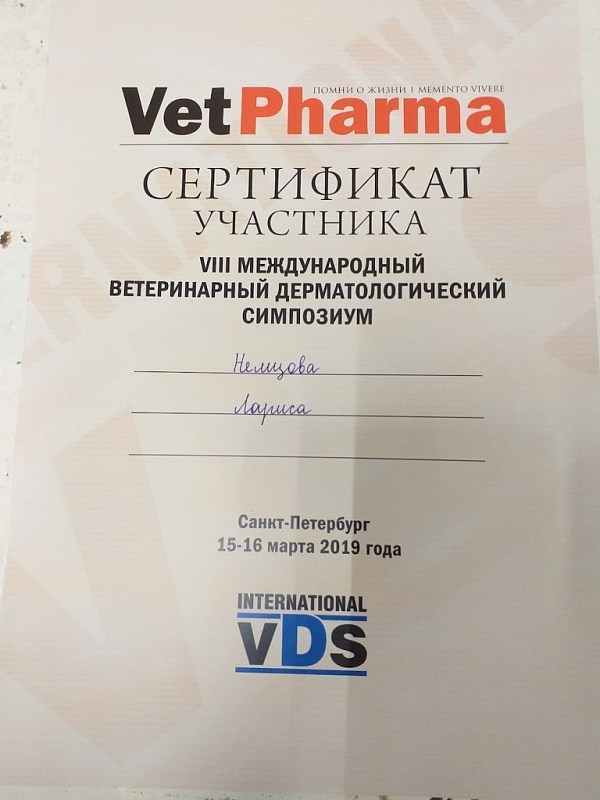 ПОМНИ О ЖИЗНИ | MEMENTO VIVERE
VetPharma
СЕРТИФИКАТ
УЧАСТНИКА
VIII МЕЖДУНАРОДНЫЙ
ВЕТЕРИНАРНЫЙ ДЕРМАТОЛОГИЧЕСКИЙ
СИМПОЗИУМ
Немцова
Лариса
Санкт-Петербург
15-16 марта 2019 года
INTERNATIONAL
VDS